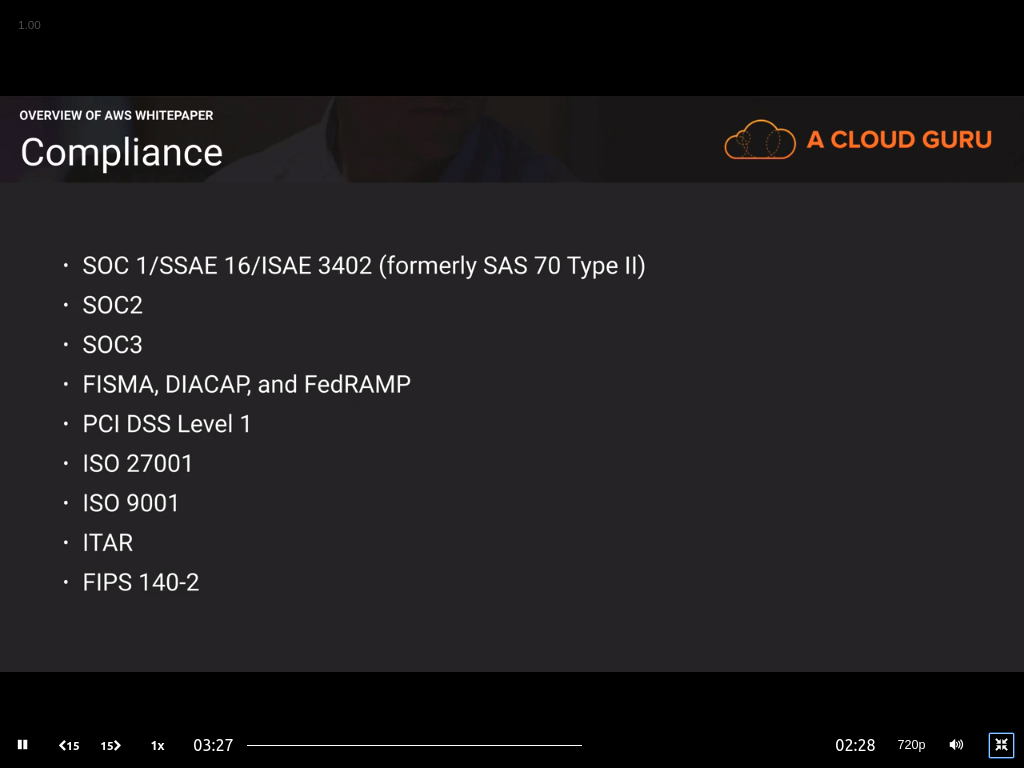 1.00
OVERVIEW OF AWS WHITEPAPER
Compliance
A CLOUD GURU
· SOC 1/SSAE 16/ISAE 3402 (formerly SAS 70 Type II)
· SOC2
· SOC3
· FISMA, DIACAP, and FedRAMP
· PCI DSS Level 1
· ISO 27001
· ISO 9001
· ITAR
· FIPS 140-2
15 15 1x 03:27 02:28 720p